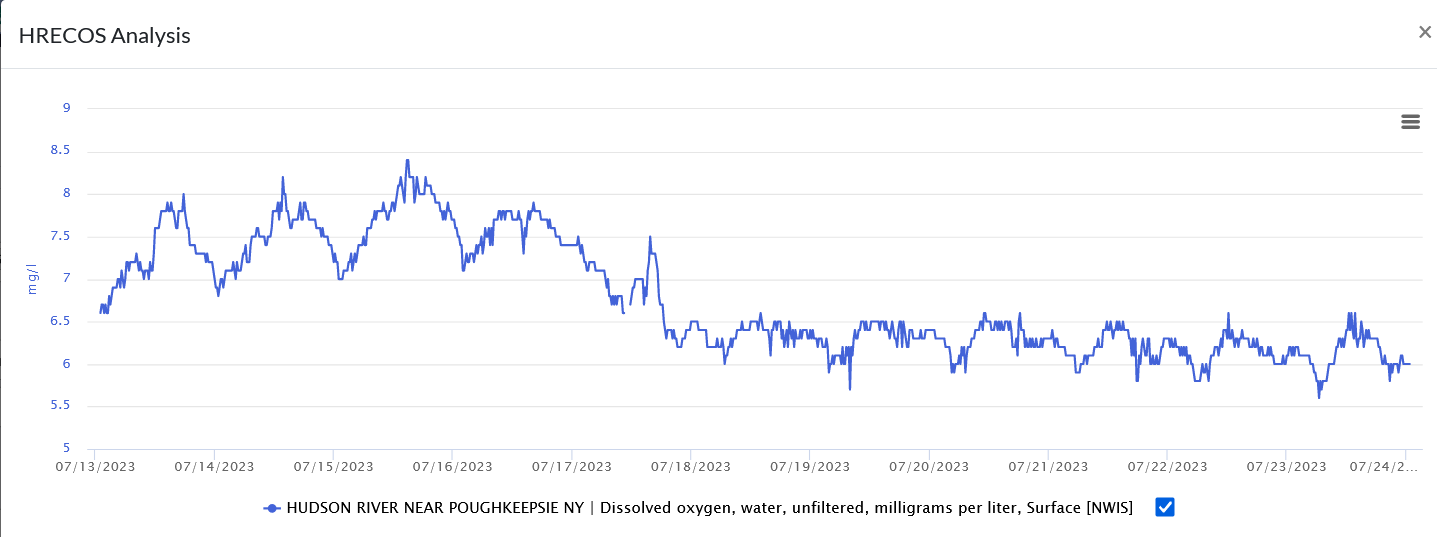 HRECOS Analysis ×
9
8.5
8
7.5
7
6.5
6
5.5
5
mg/l
07/13/2023 07/14/2023 07/15/2023 07/16/2023 07/17/2023 07/18/2023 07/19/2023 07/20/2023 07/21/2023 07/22/2023 07/23/2023 07/24/2...
HUDSON RIVER NEAR POUGHKEEPSIE NY | Dissolved oxygen, water, unfiltered, milligrams per liter, Surface [NWIS]